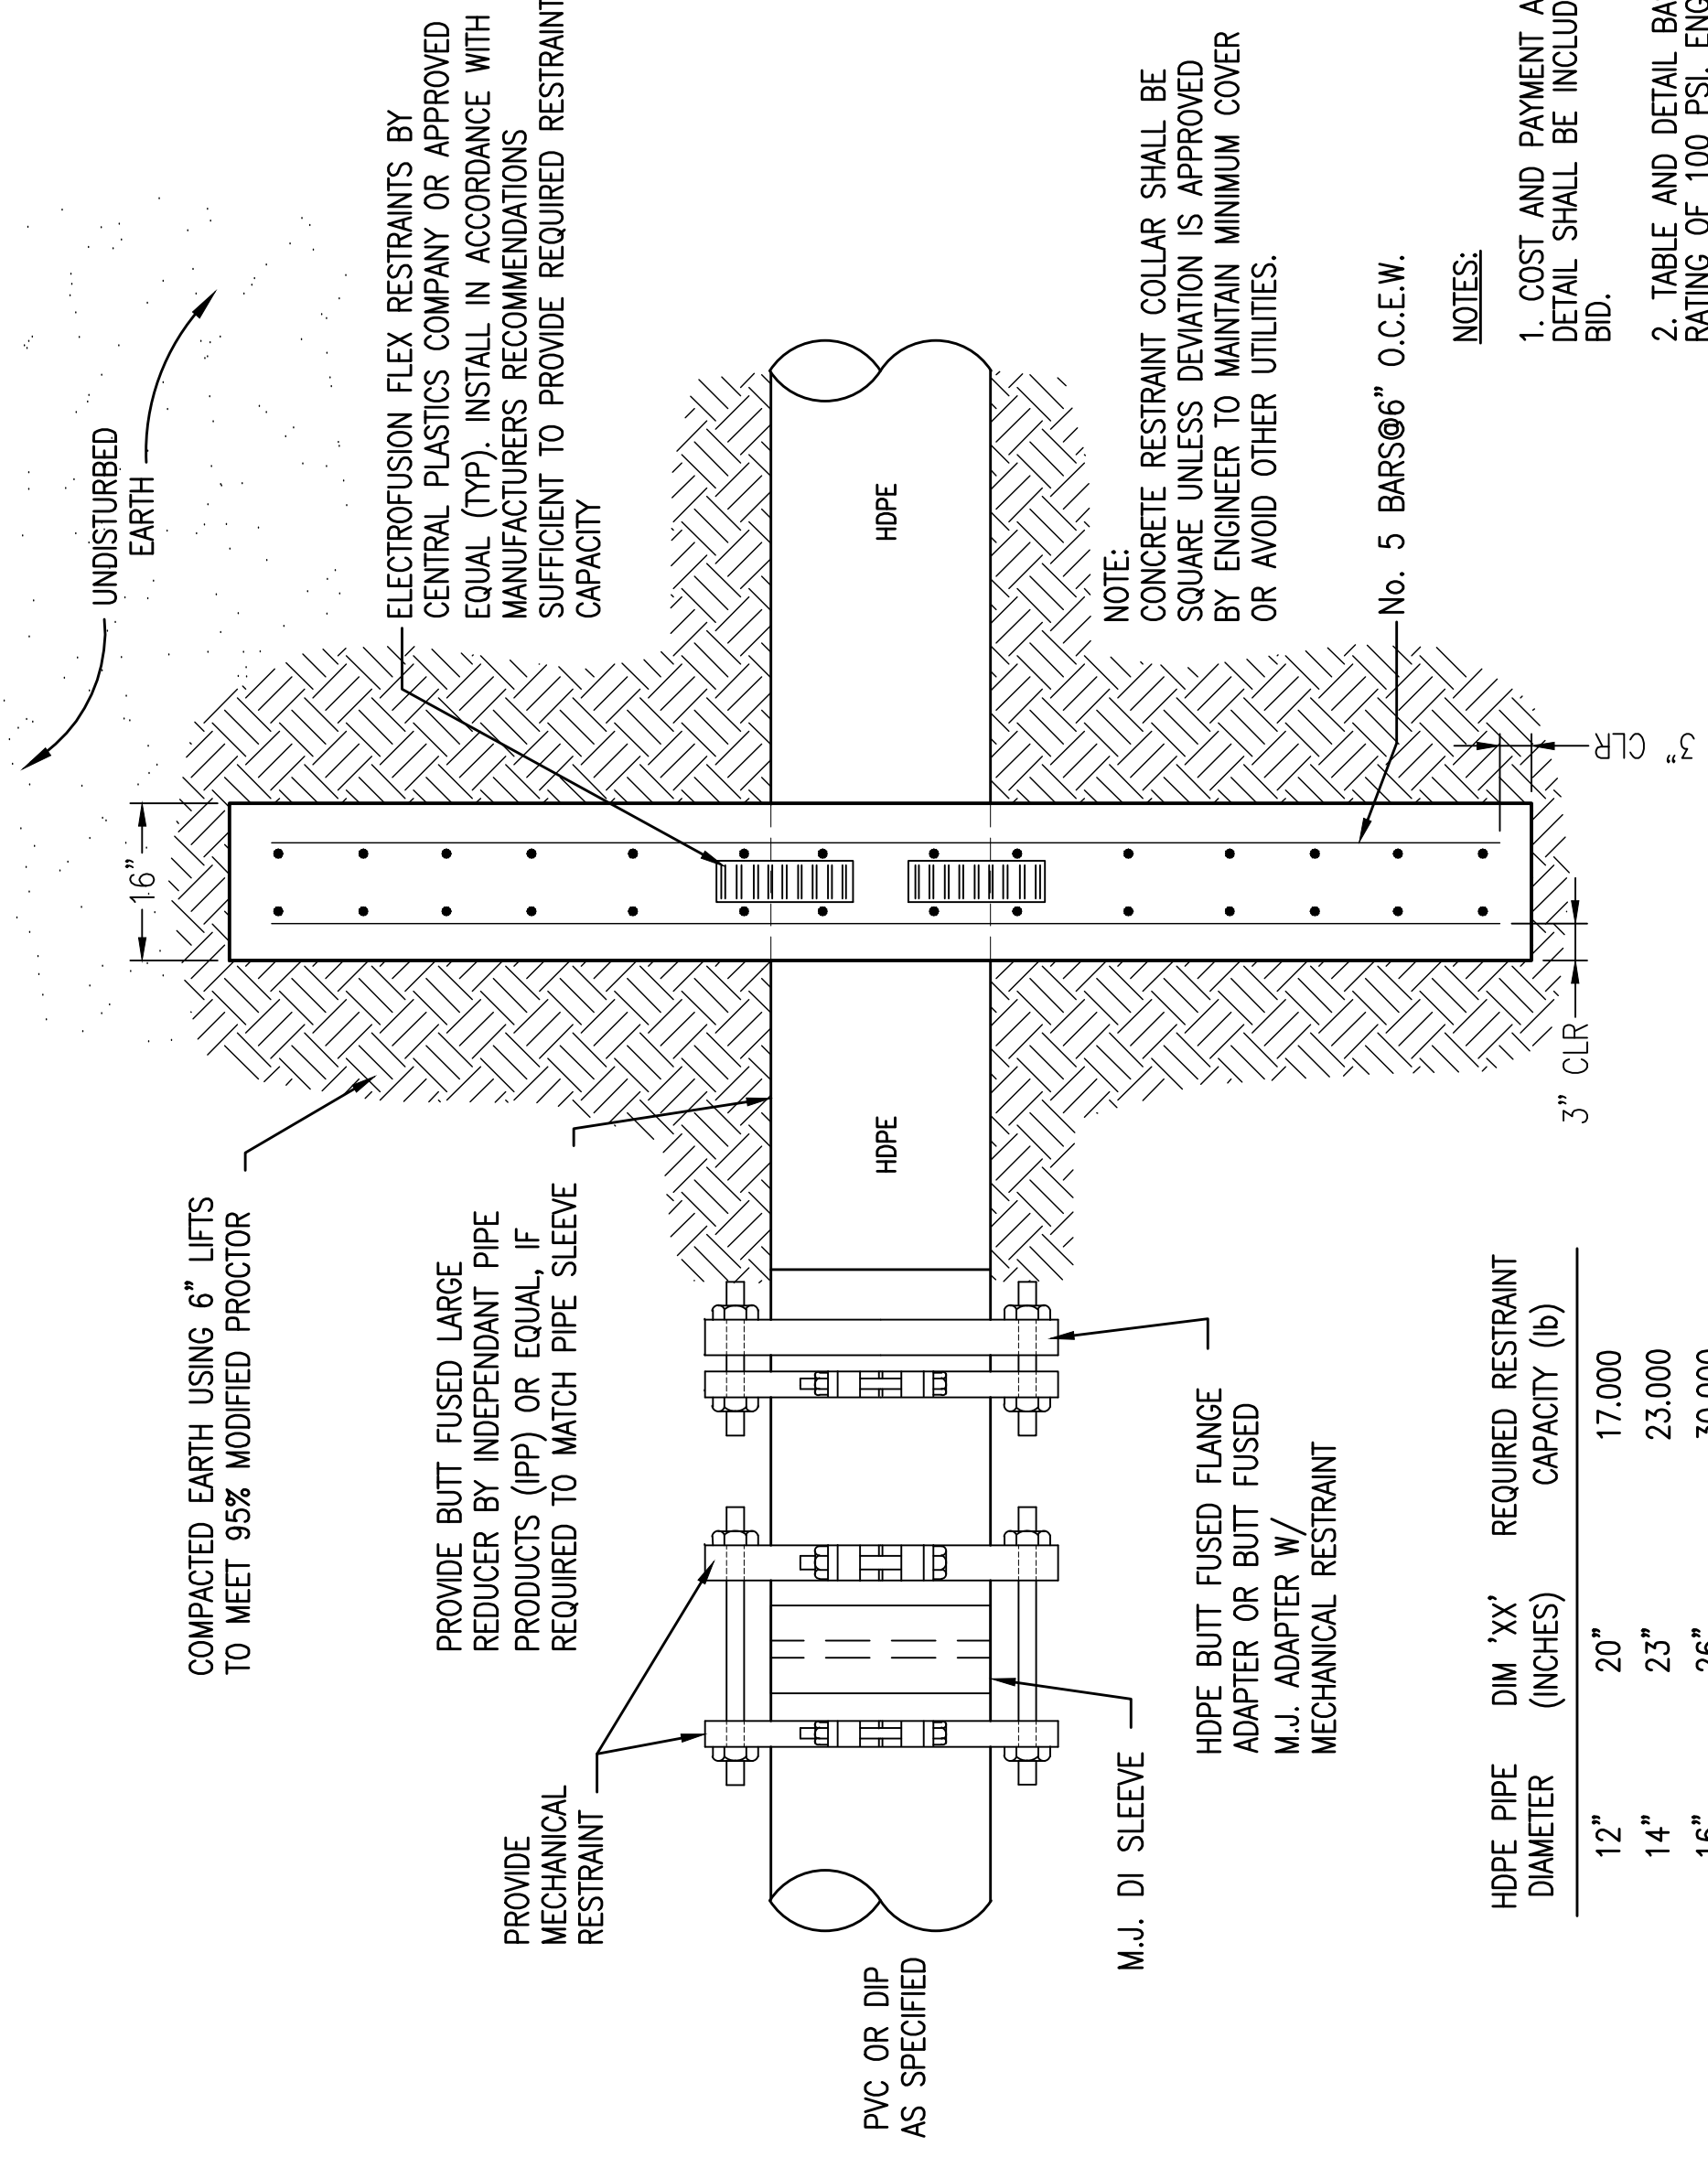 UNDISTURBED
EARTH
16”
COMPACTED EARTH USING 6” LIFTS
TO MEET 95% MODIFIED PROCTOR
ELECTROFUSION FLEX RESTRAINTS BY
CENTRAL PLASTICS COMPANY OR APPROVED
EQUAL (TYP). INSTALL IN ACCORDANCE WITH
MANUFACTURERS RECOMMENDATIONS
SUFFICIENT TO PROVIDE REQUIRED RESTRAINT
CAPACITY
PROVIDE BUTT FUSED LARGE
REDUCER BY INDEPENDANT PIPE
PRODUCTS (IPP) OR EQUAL, IF
REQUIRED TO MATCH PIPE SLEEVE
PROVIDE
MECHANICAL
RESTRAINT
PVC OR DIP
AS SPECIFIED
HDPE
HDPE
M.J. DI SLEEVE
HDPE BUTT FUSED FLANGE
ADAPTER OR BUTT FUSED
M.J. ADAPTER W/
MECHANICAL RESTRAINT
NOTE:
CONCRETE RESTRAINT COLLAR SHALL BE
SQUARE UNLESS DEVIATION IS APPROVED
BY ENGINEER TO MAINTAIN MINIMUM COVER
OR AVOID OTHER UTILITIES.
No. 5 BARS@6” O.C.E.W.
3” CLR
3” CLR
NOTES:
1. COST AND PAYMENT
DETAIL SHALL BE
BID.
2. TABLE AND DETAIL
RATING OF 100 PSI.
HDPE PIPE DIM 'XX' REQUIRED RESTRAINT
DIAMETER (INCHES) CAPACITY (lb)
12” 20” 17.000
14” 23” 23.000
16” 26” 30.000